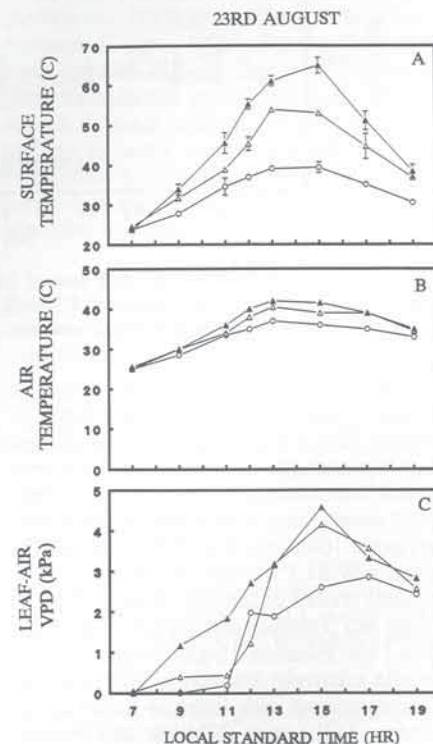 23RD AUGUST
A
SURFACE
TEMPERATURE (C)
70
60
50
40
30
20
B
AIR
TEMPERATURE (C)
50
40
30
20
10
0
C
LEAF-AIR
VPD (kPa)
5
4
3
2
1
0
7 9 11 13 15 17 19
LOCAL STANDARD TIME (HR)